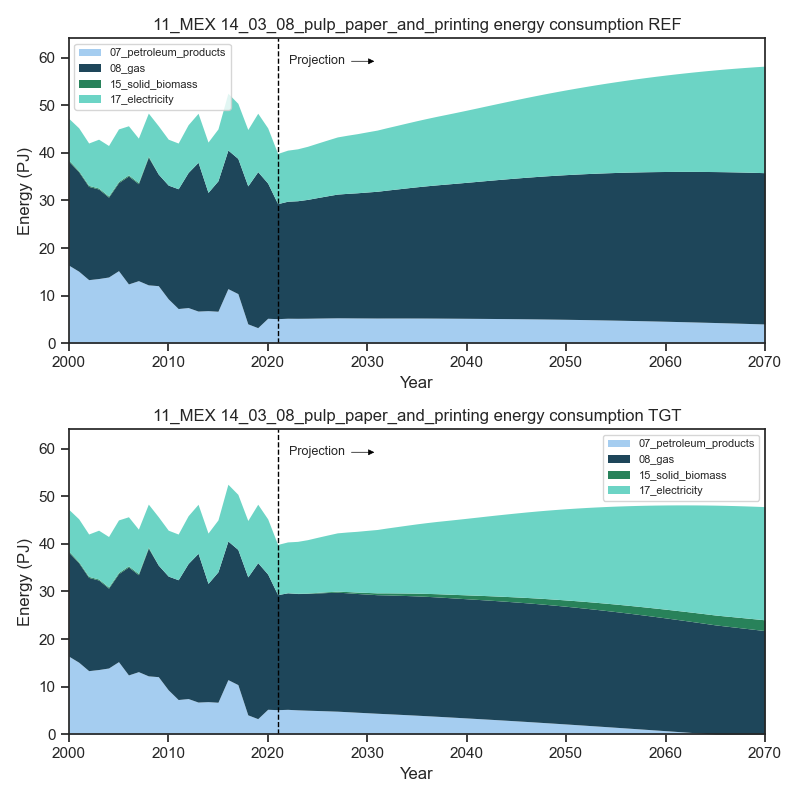 11_MEX 14_03_08_pulp_paper_and_printing energy consumption REF
Energy (PJ)
60
50
40
30
20
10
0
07_petroleum_products
08_gas
15_solid_biomass
17_electricity
Projection
2000 2010 2020 2030 2040 2050 2060 2070
Year
11_MEX 14_03_08_pulp_paper_and_printing energy consumption TGT
Energy (PJ)
60
50
40
30
20
10
0
Projection
07_petroleum_products
08_gas
15_solid_biomass
17_electricity
2000 2010 2020 2030 2040 2050 2060 2070
Year